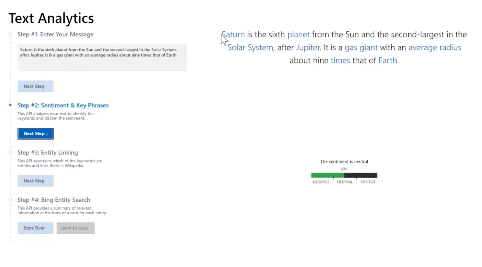 Text Analytics
Step #1: Enter Your Message
Saturn is the sixth planet from the Sun and the second-largest in the Solar System,
after Jupiter. It is a gas giant with an average radius about nine times that of Earth.
Next Step
Step #2: Sentiment & Key Phrases
This API analyses your text to identify the
keywords and discern the sentiment.
Next Step
Step #3: Entity Linking
This API ascertains which of the key words are
entities and links them to Wikipedia.
Next Step
Step #4: Bing Entity Search
This API provides a summary of relevant
information in the form of a card for each entity.
Start Over
Saturn is the sixth planet from the Sun and the second-largest in the
Solar System, after Jupiter. It is a gas giant with an average radius
about nine times that of Earth.
The sentiment is neutral
NEGATIVE NEUTRAL POSITIVE